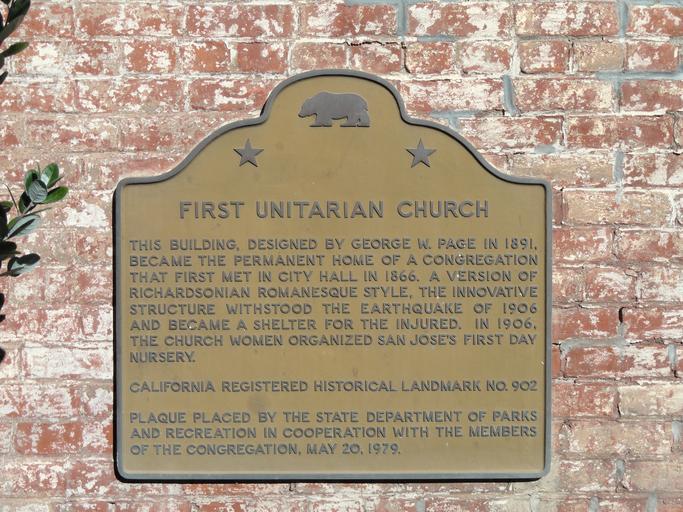 FIRST UNITARIAN CHURCH
THIS BUILDING, DESIGNED BY GEORGE W. PAGE IN 1891,
BECAME THE PERMANENT HOME OF A CONGREGATION
THAT FIRST MET IN CITY HALL IN 1866. A VERSION OF
RICHARDSONIAN ROMANESQUE STYLE, THE INNOVATIVE
STRUCTURE WITHSTOOD THE EARTHQUAKE OF 1906
AND BECAME A SHELTER FOR THE INJURED. IN 1906,
THE CHURCH WOMEN ORGANIZED SAN JOSE'S FIRST DAY
NURSERY.
CALIFORNIA REGISTERED HISTORICAL LANDMARK NO. 902
PLAQUE PLACED BY THE STATE DEPARTMENT OF PARKS
AND RECREATION IN COOPERATION WITH THE MEMBERS
OF THE CONGREGATION, MAY 20, 1979.